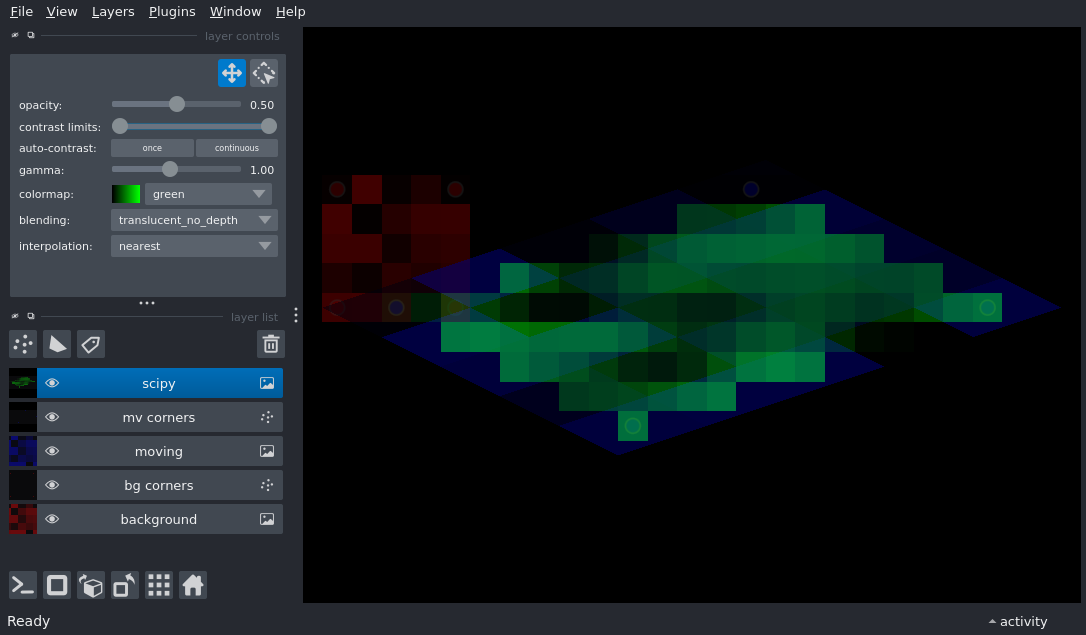 File View Layers Plugins Window Help
layer controls
opacity: 0.50
contrast limits:
auto-contrast: once continuous
gamma: 1.00
colormap: green
blending: translucent_no_depth
interpolation: nearest
layer list
scipy
mv corners
moving
bg corners
background
Ready activity